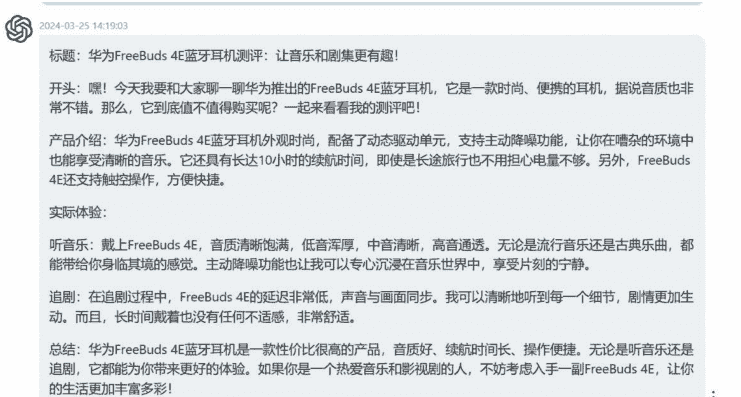 2024-03-25 14:19:03
标题：华为FreeBuds 4E蓝牙耳机测评：让音乐和剧集更有趣！
开头：嘿！今天我要和大家聊一聊华为推出的FreeBuds 4E蓝牙耳机，它是一款时尚、便携的耳机，据说音质也非
常不错。那么，它到底值不值得购买呢？一起来看看我的测评吧！
产品介绍：华为FreeBuds 4E蓝牙耳机外观时尚，配备了动态驱动单元，支持主动降噪功能，让你在嘈杂的环境中
也能享受清晰的音乐。它还具有长达10小时的续航时间，即使是长途旅行也不用担心电量不够。另外，FreeBuds
4E还支持触控操作，方便快捷。
实际体验：
听音乐：戴上FreeBuds 4E，音质清晰饱满，低音浑厚，中音清晰，高音通透。无论是流行音乐还是古典乐曲，都
能带给你身临其境的感觉。主动降噪功能也让我可以专心沉浸在音乐世界中，享受片刻的宁静。
追剧：在追剧过程中，FreeBuds 4E的延迟非常低，声音与画面同步。我可以清晰地听到每一个细节，剧情更加生
动。而且，长时间戴着也没有任何不适感，非常舒适。
总结：华为FreeBuds 4E蓝牙耳机是一款性价比很高的产品，音质好、续航时间长、操作便捷。无论是听音乐还是
追剧，它都能为你带来更好的体验。如果你是一个热爱音乐和影视剧的人，不妨考虑入手一副FreeBuds 4E，让你
的生活更加丰富多彩！